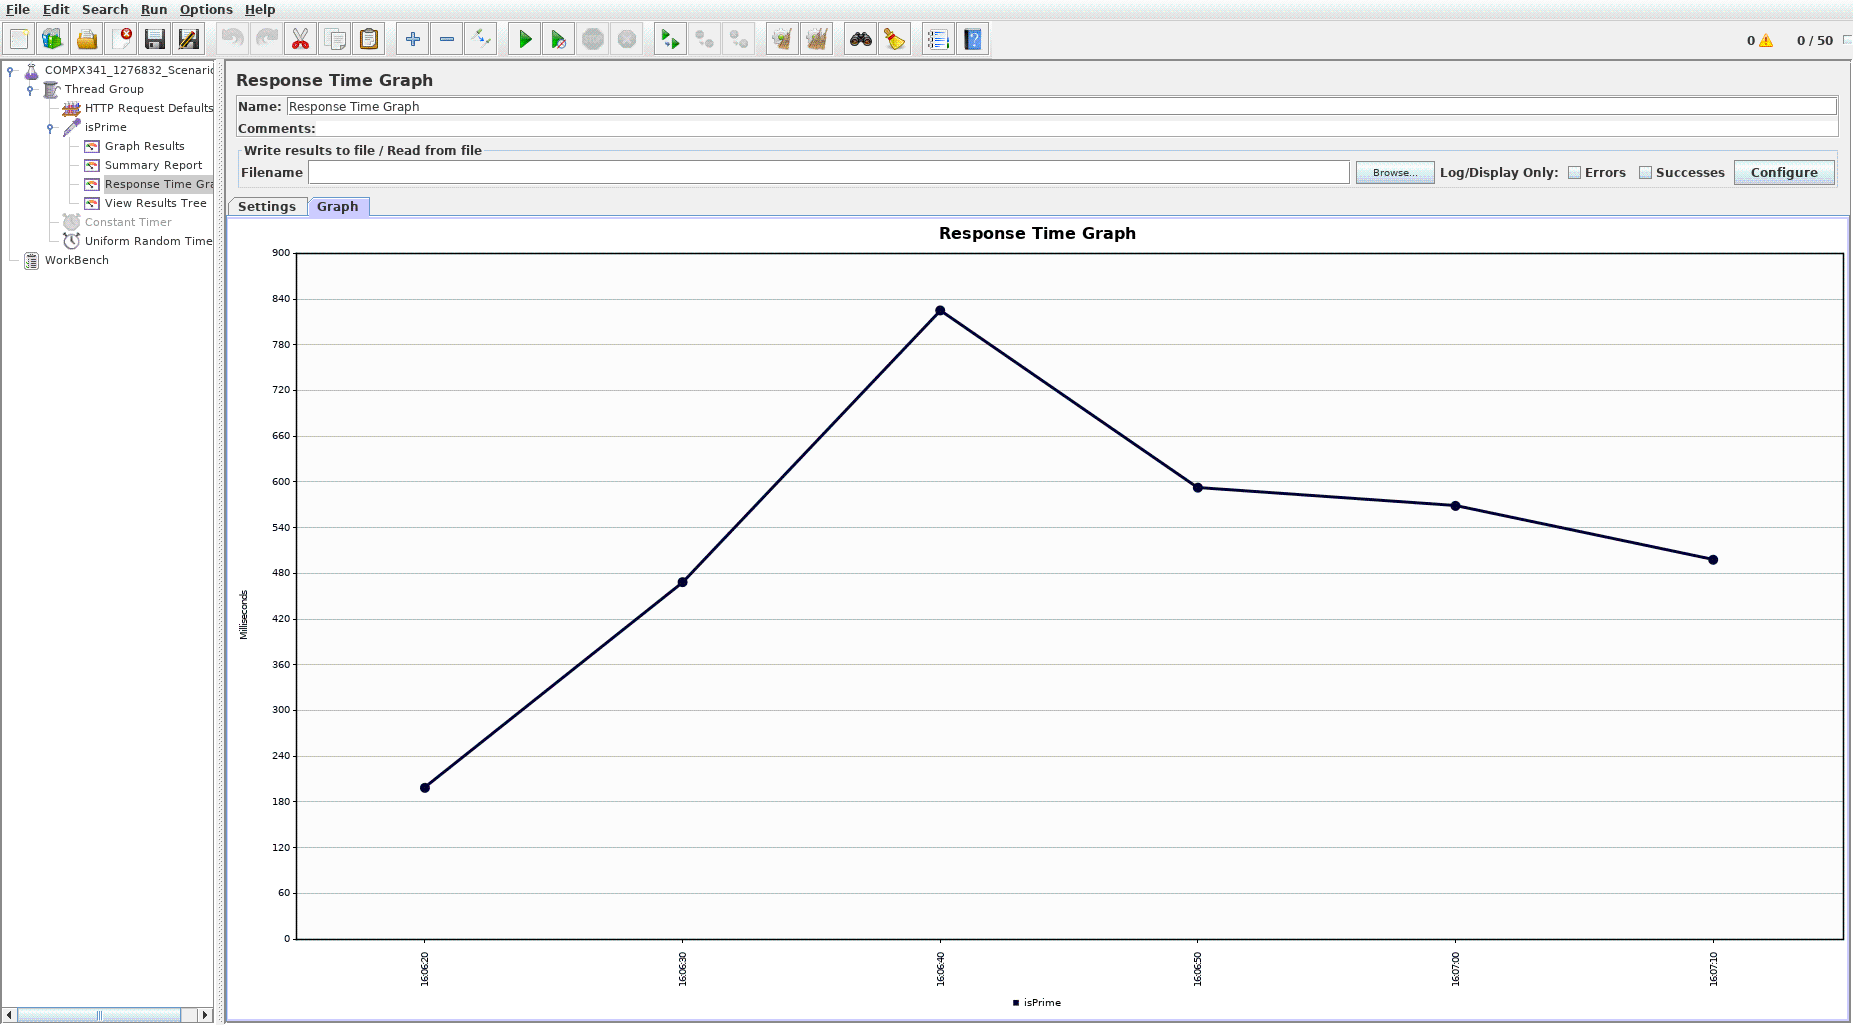 File Edit Search Run Options Help
0 0 / 50
COMPX341_1276832_Scenario
Thread Group
HTTP Request Defaults
isPrime
Graph Results
Summary Report
Response Time Gra
View Results Tree
Constant Timer
Uniform Random Time
WorkBench
Response Time Graph
Name: Response Time Graph
Comments:
Write results to file / Read from file
Filename Browse... Log/Display Only: Errors Successes Configure
Settings Graph
Response Time Graph
900
840
780
720
660
600
540
480
420
360
300
240
180
120
60
0
Milliseconds
16:06:20 16:06:30 16:06:40 16:06:50 16:07:00 16:07:10
isPrime